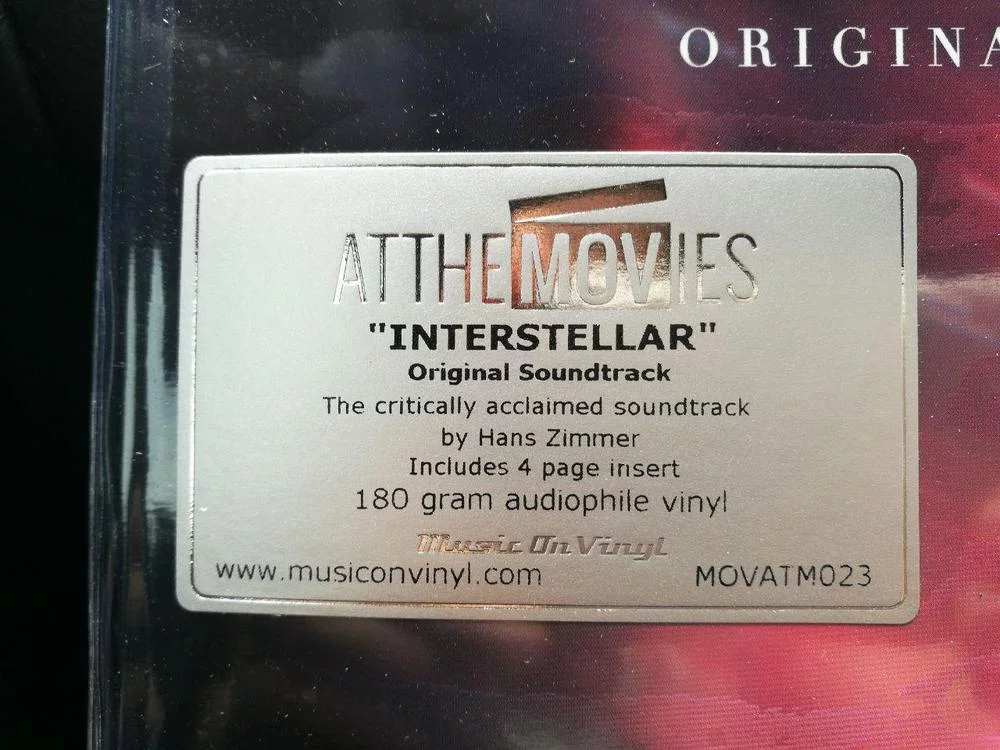 ORIGINA
ATTHEMOVIES
"INTERSTELLAR"
Original Soundtrack
The critically acclaimed soundtrack
by Hans Zimmer
Includes 4 page insert
180 gram audiophile vinyl
Music On Vinyl
www.musiconvinyl.com MOVATM023